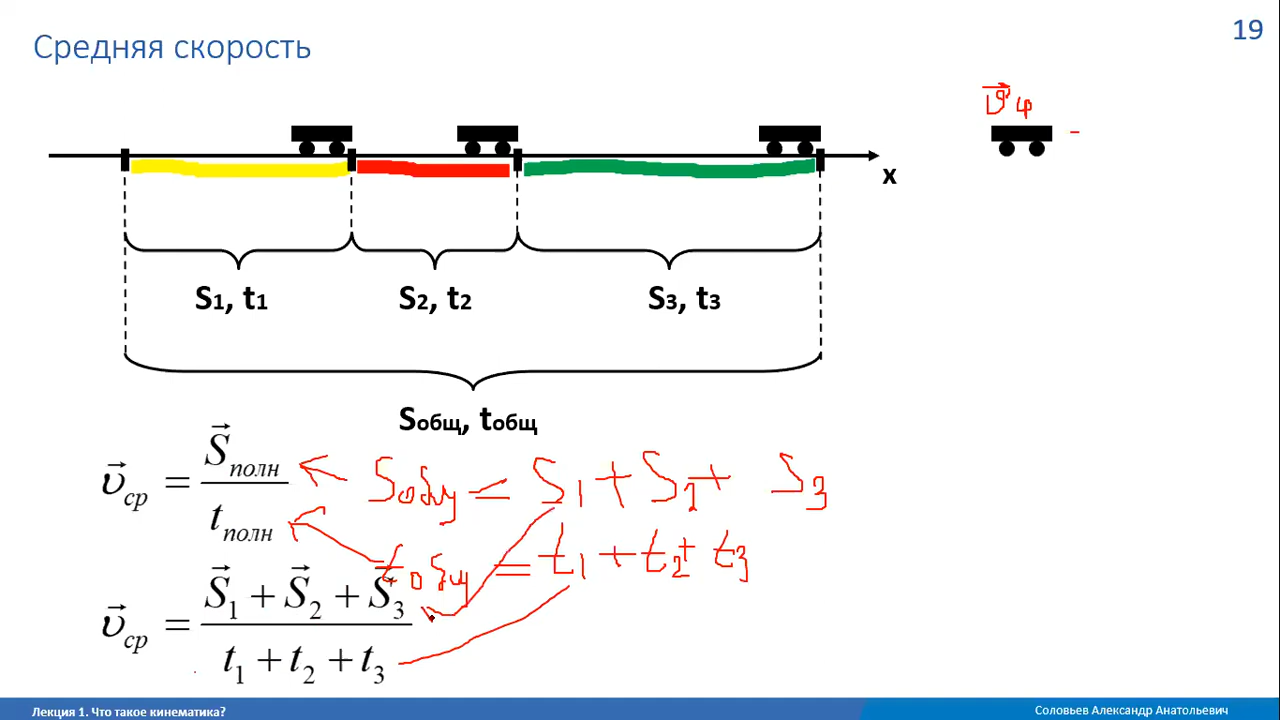 Средняя скорость
19
v⃗ср -
x
S1, t1
S2, t2
S3, t3
Sобщ, tобщ
v⃗ср = S⃗полн / tполн
Sобщ = S1 + S2 + S3
tобщ = t1 + t2 + t3
v⃗ср = S⃗1 + S⃗2 + S⃗3 / t1 + t2 + t3
Лекция 1. Что такое кинематика?
Соловьев Александр Анатольевич